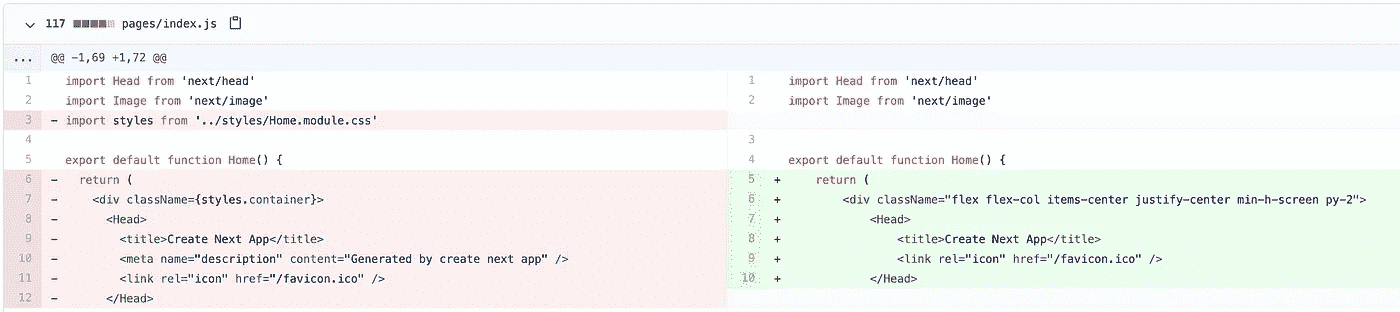 117 pages/index.js
... @@ -1,69 +1,72 @@
1 import Head from 'next/head'
2 import Image from 'next/image'
3 - import styles from '../styles/Home.module.css'
4
5 export default function Home() {
6 - return (
7 - <div className={styles.container}>
8 - <Head>
9 - <title>Create Next App</title>
10 - <meta name="description" content="Generated by create next app" />
11 - <link rel="icon" href="/favicon.ico" />
12 - </Head>
1 import Head from 'next/head'
2 import Image from 'next/image'
3
4 export default function Home() {
5 + return (
6 + <div className="flex flex-col items-center justify-center min-h-screen py-2">
7 + <Head>
8 + <title>Create Next App</title>
9 + <link rel="icon" href="/favicon.ico" />
10 + </Head>